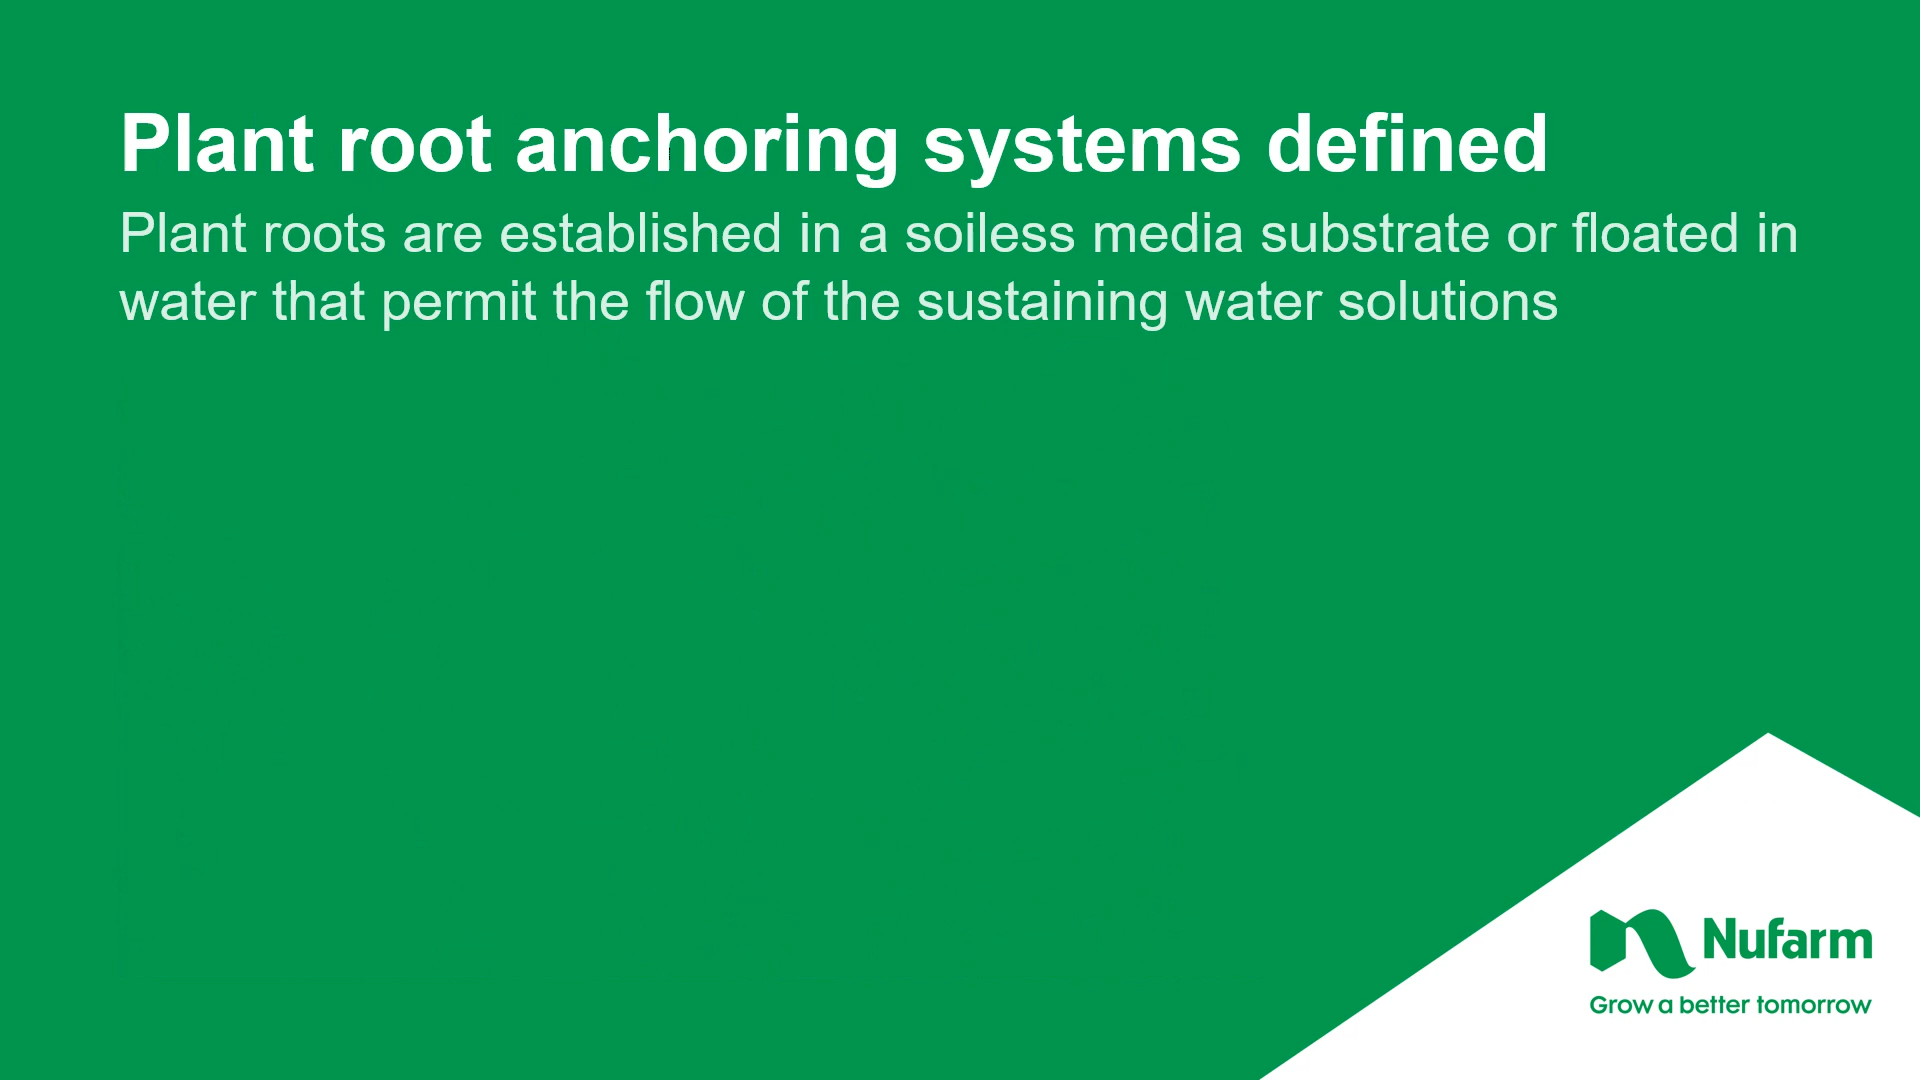 Plant root anchoring systems defined
Plant roots are established in a soiless media substrate or floated in
water that permit the flow of the sustaining water solutions
Nufarm
Grow a better tomorrow